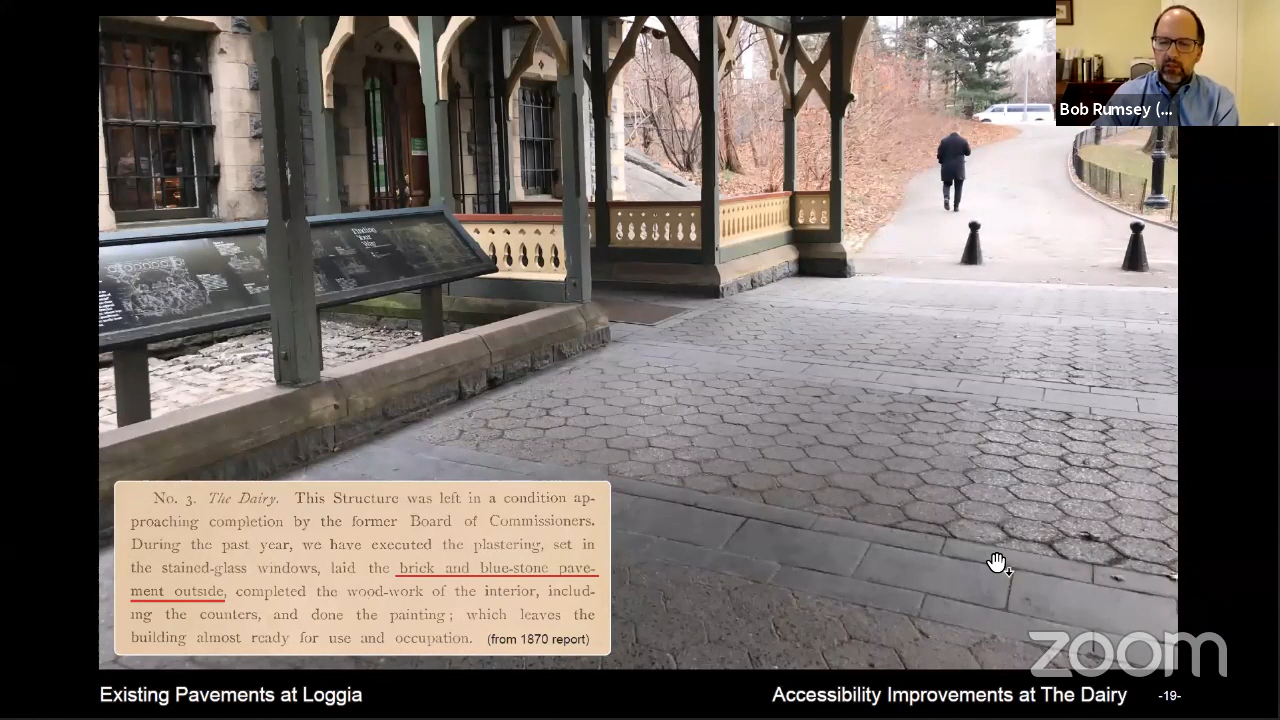 Bob Rumsey (...
Finding
Your
Way
No. 3. The Dairy. This Structure was left in a condition ap-
proaching completion by the former Board of Commissioners.
During the past year, we have executed the plastering, set in
the stained-glass windows, laid the brick and blue-stone pave-
ment outside, completed the wood-work of the interior, includ-
ing the counters, and done the painting; which leaves the
building almost ready for use and occupation. (from 1870 report)
zoom
Existing Pavements at Loggia
Accessibility Improvements at The Dairy
-19-